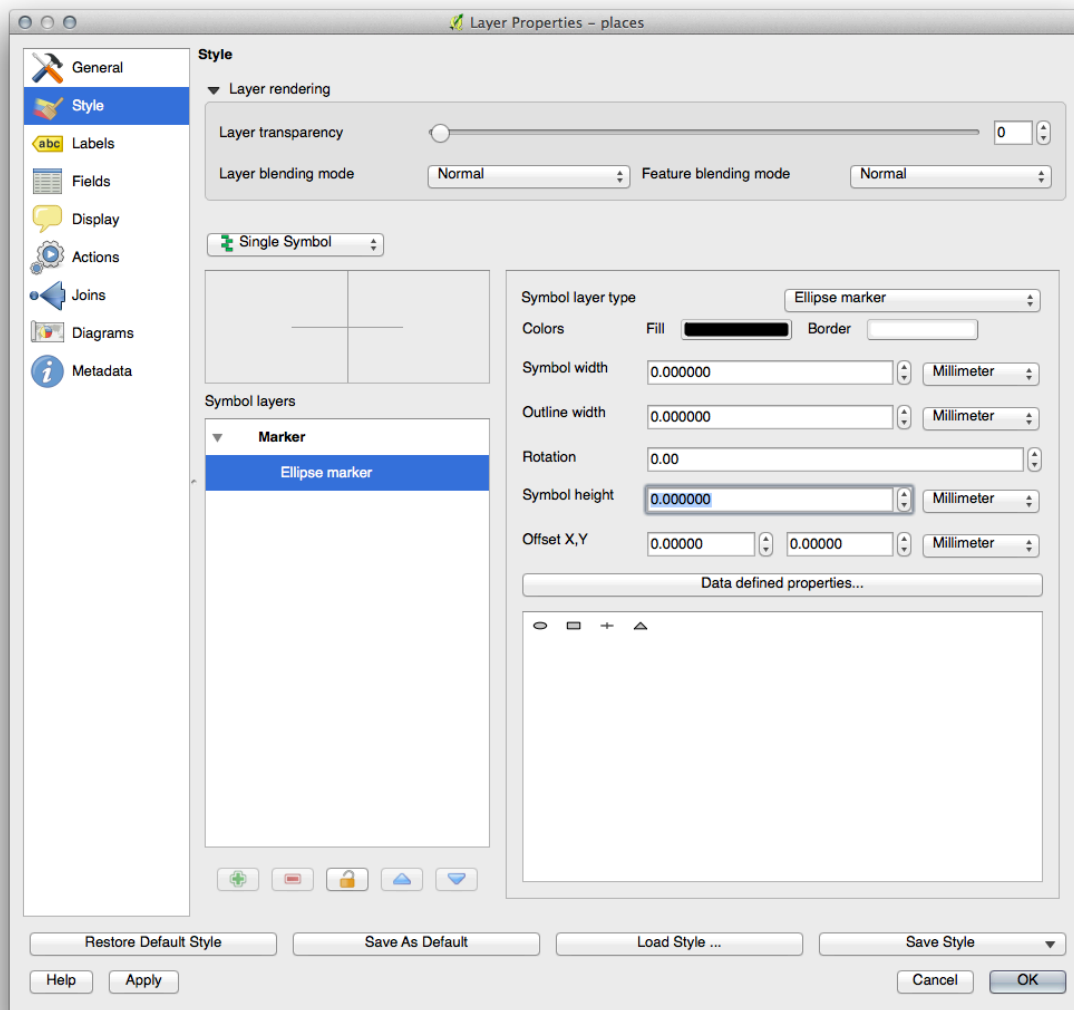 Layer Properties – places
General
Style
Labels
Fields
Display
Actions
Joins
Diagrams
Metadata
Style
Layer rendering
Layer transparency 0
Layer blending mode Normal Feature blending mode Normal
Single Symbol
Symbol layers
Marker
Ellipse marker
Symbol layer type Ellipse marker
Colors Fill Border
Symbol width 0.000000 Millimeter
Outline width 0.000000 Millimeter
Rotation 0.00
Symbol height 0.000000 Millimeter
Offset X,Y 0.00000 0.00000 Millimeter
Data defined properties...
Restore Default Style Save As Default Load Style ... Save Style
Help Apply Cancel OK
abc